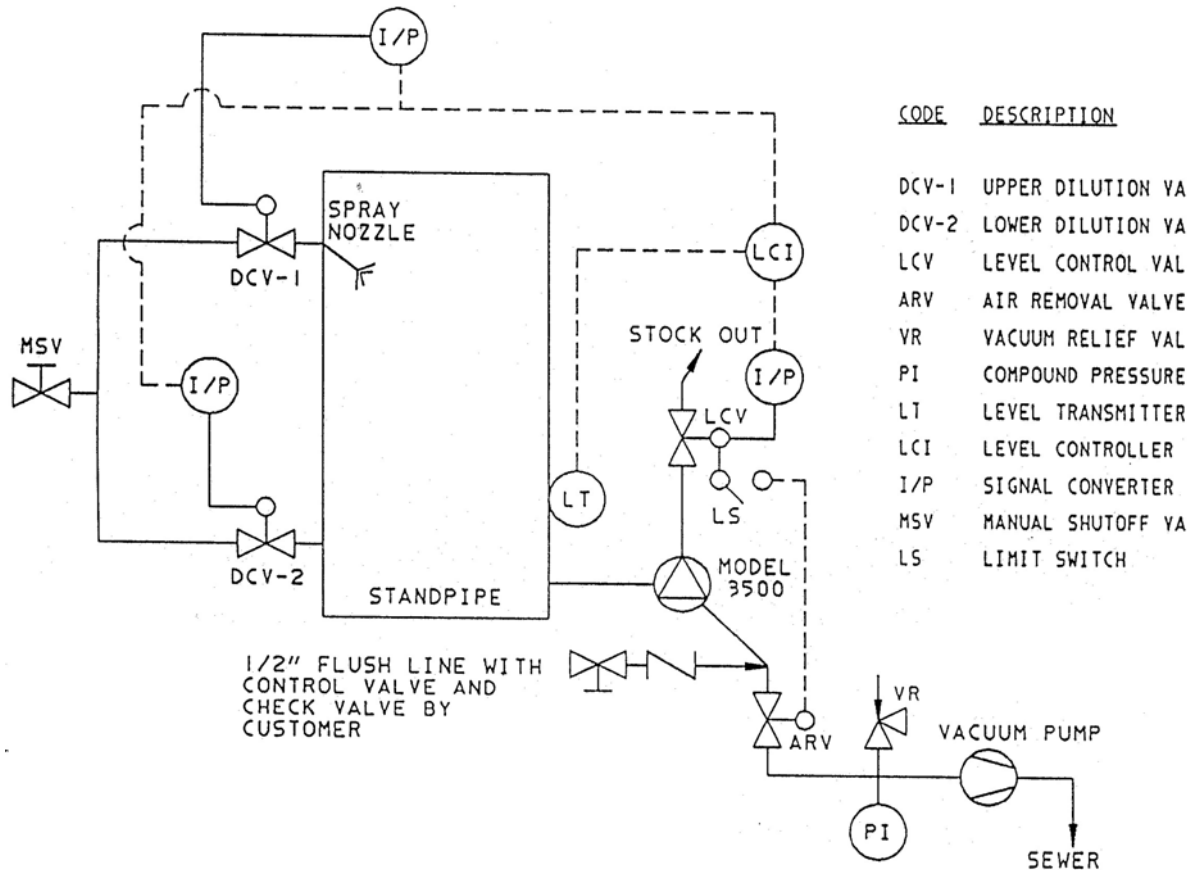 I/P
CODE DESCRIPTION
DCV-1 UPPER DILUTION VA
DCV-2 LOWER DILUTION VA
LCV LEVEL CONTROL VAL
ARV AIR REMOVAL VALVE
VR VACUUM RELIEF VAL
PI COMPOUND PRESSURE
LT LEVEL TRANSMITTER
LCI LEVEL CONTROLLER
I/P SIGNAL CONVERTER
MSV MANUAL SHUTOFF VA
LS LIMIT SWITCH
SPRAY
NOZZLE
DCV-1
LCI
STOCK OUT
MSV
I/P
I/P
LCV
LT
LS
DCV-2
MODEL
3500
STANDPIPE
1/2" FLUSH LINE WITH
CONTROL VALVE AND
CHECK VALVE BY
CUSTOMER
VR
ARV
VACUUM PUMP
PI
SEWER